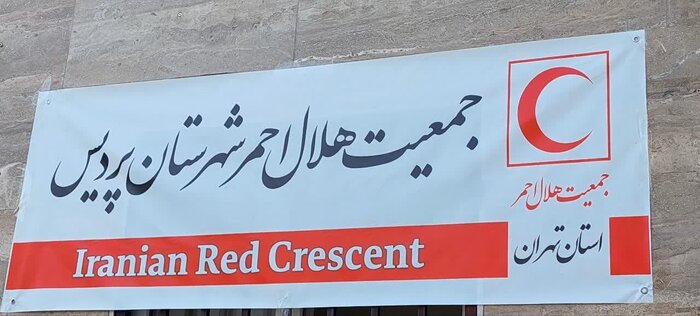 جمعیت هلال احمر شهرستان پردیس
جمعیت هلال احمر
استان تهران
Iranian Red Crescent